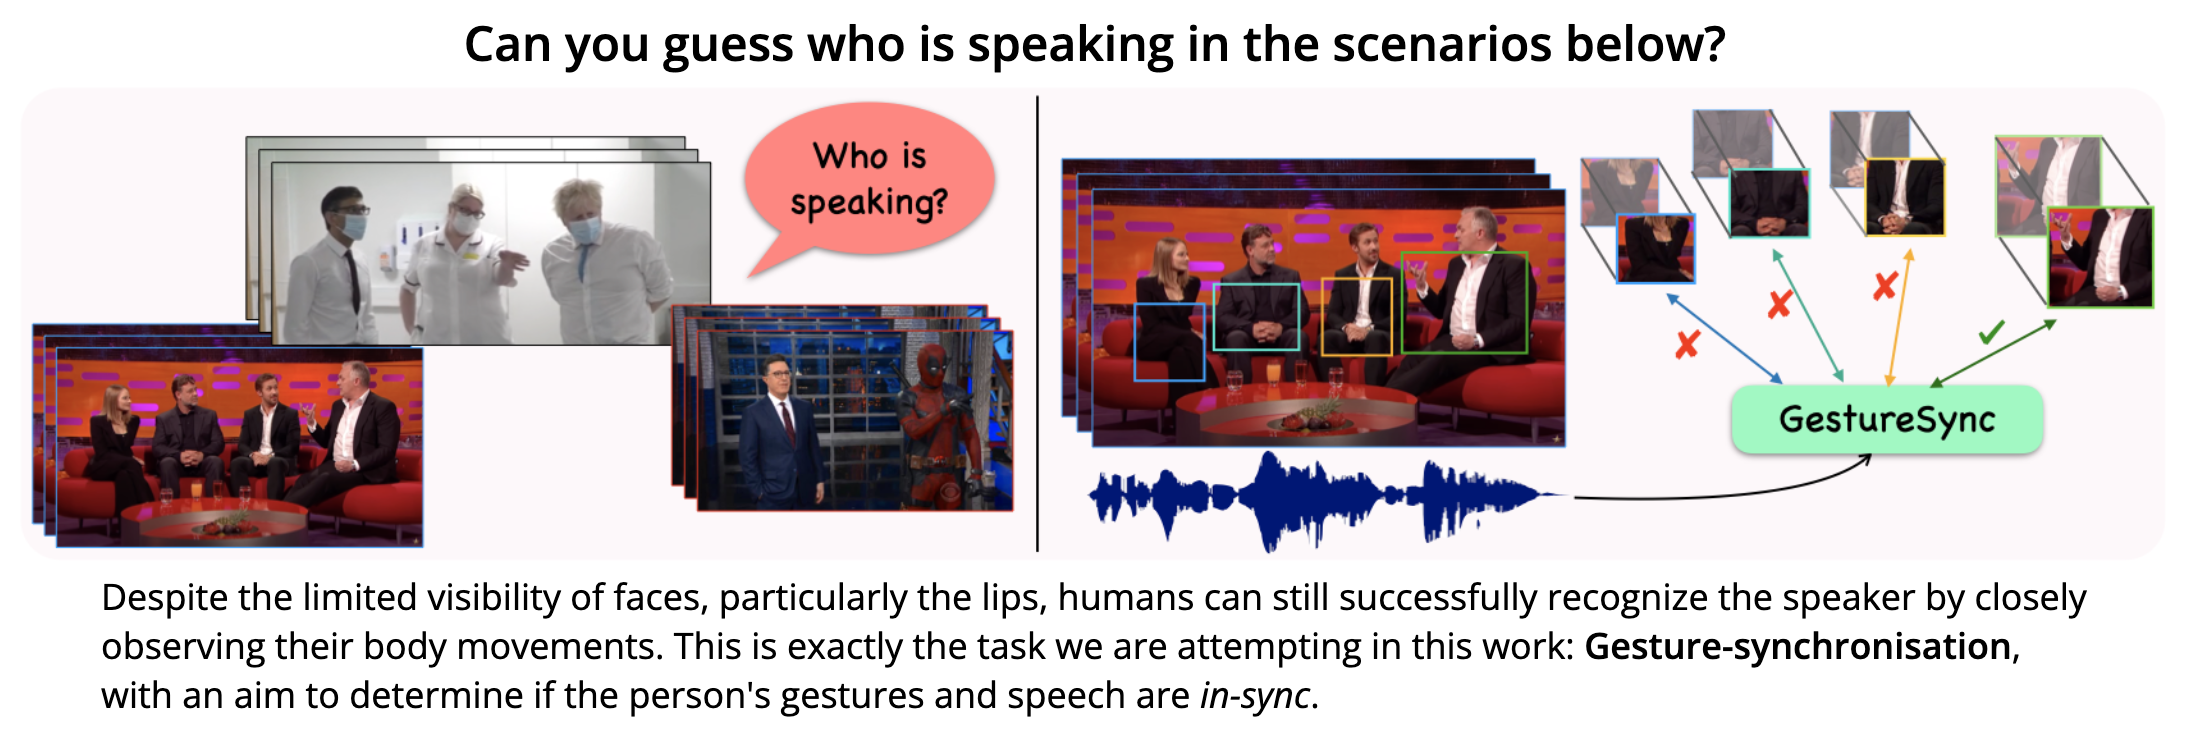 Can you guess who is speaking in the scenarios below?
Who is
speaking?
GestureSync
Despite the limited visibility of faces, particularly the lips, humans can still successfully recognize the speaker by closely
observing their body movements. This is exactly the task we are attempting in this work: Gesture-synchronisation,
with an aim to determine if the person's gestures and speech are in-sync.